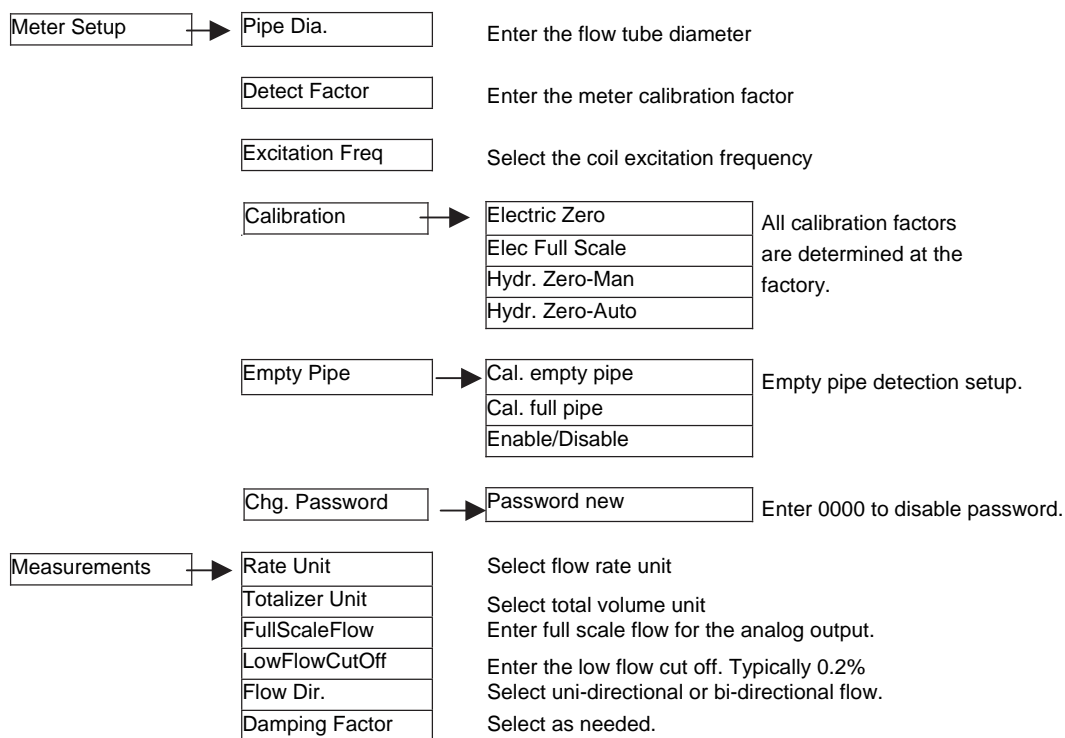 Meter Setup
Pipe Dia.
Enter the flow tube diameter
Detect Factor
Enter the meter calibration factor
Excitation Freq
Select the coil excitation frequency
Calibration
Electric Zero
Elec Full Scale
Hydr. Zero-Man
Hydr. Zero-Auto
All calibration factors
are determined at the
factory.
Empty Pipe
Cal. empty pipe
Cal. full pipe
Enable/Disable
Empty pipe detection setup.
Chg. Password
Password new
Enter 0000 to disable password.
Measurements
Rate Unit
Select flow rate unit
Totalizer Unit
Select total volume unit
FullScaleFlow
Enter full scale flow for the analog output.
LowFlowCutOff
Enter the low flow cut off. Typically 0.2%
Flow Dir.
Select uni-directional or bi-directional flow.
Damping Factor
Select as needed.